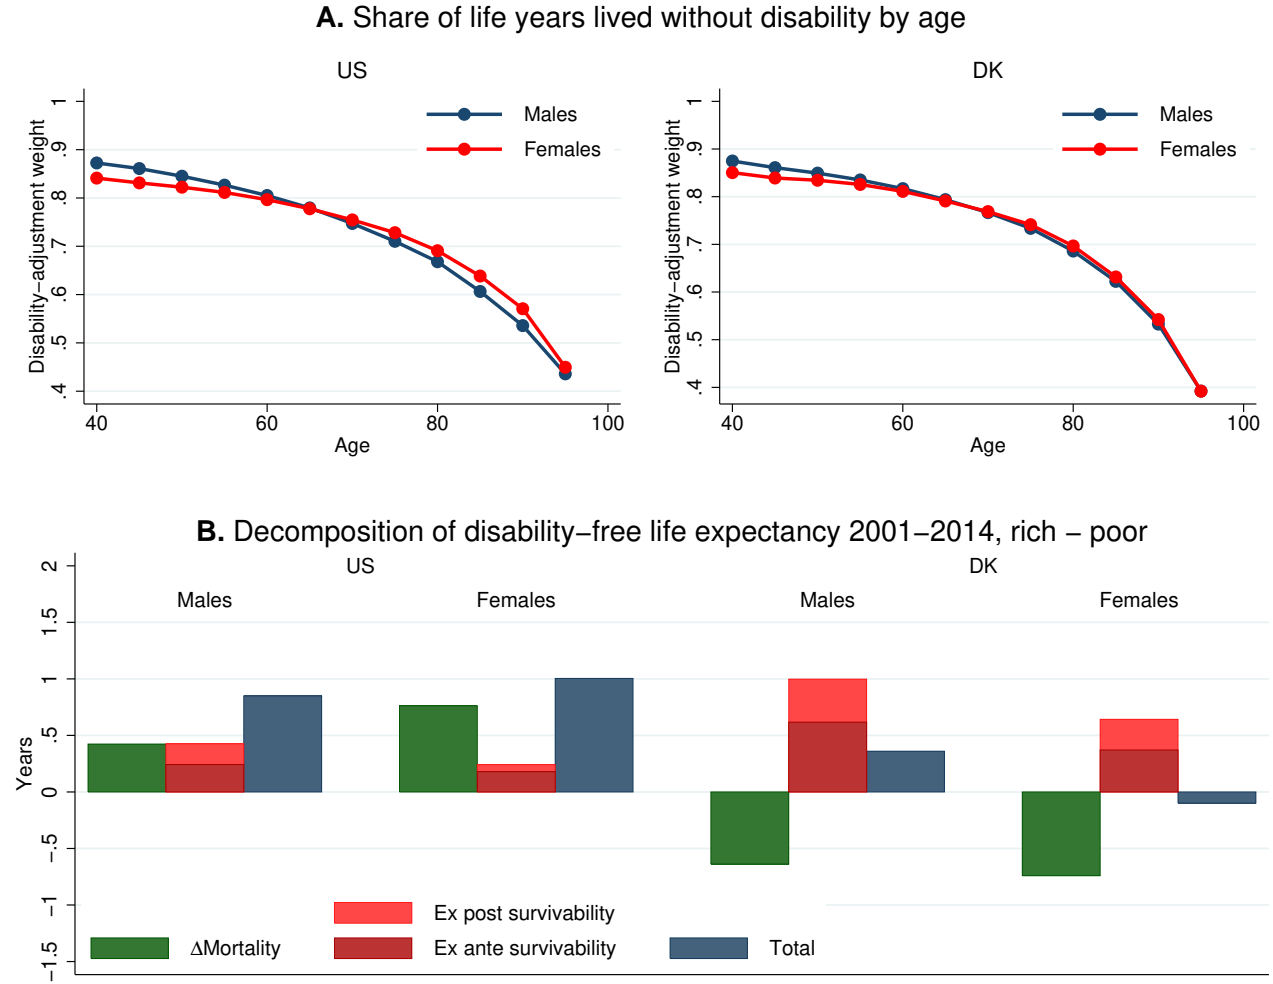 A. Share of life years lived without disability by age
US
Disability−adjustment weight
1
.9
.8
.7
.6
.5
.4
Males
Females
40 60 80 100
Age
DK
Disability−adjustment weight
1
.9
.8
.7
.6
.5
.4
Males
Females
40 60 80 100
Age
B. Decomposition of disability−free life expectancy 2001−2014, rich − poor
US DK
Males Females Males Females
Years
2
1.5
1
.5
0
−.5
−1
−1.5
Ex post survivability
ΔMortality Ex ante survivability Total